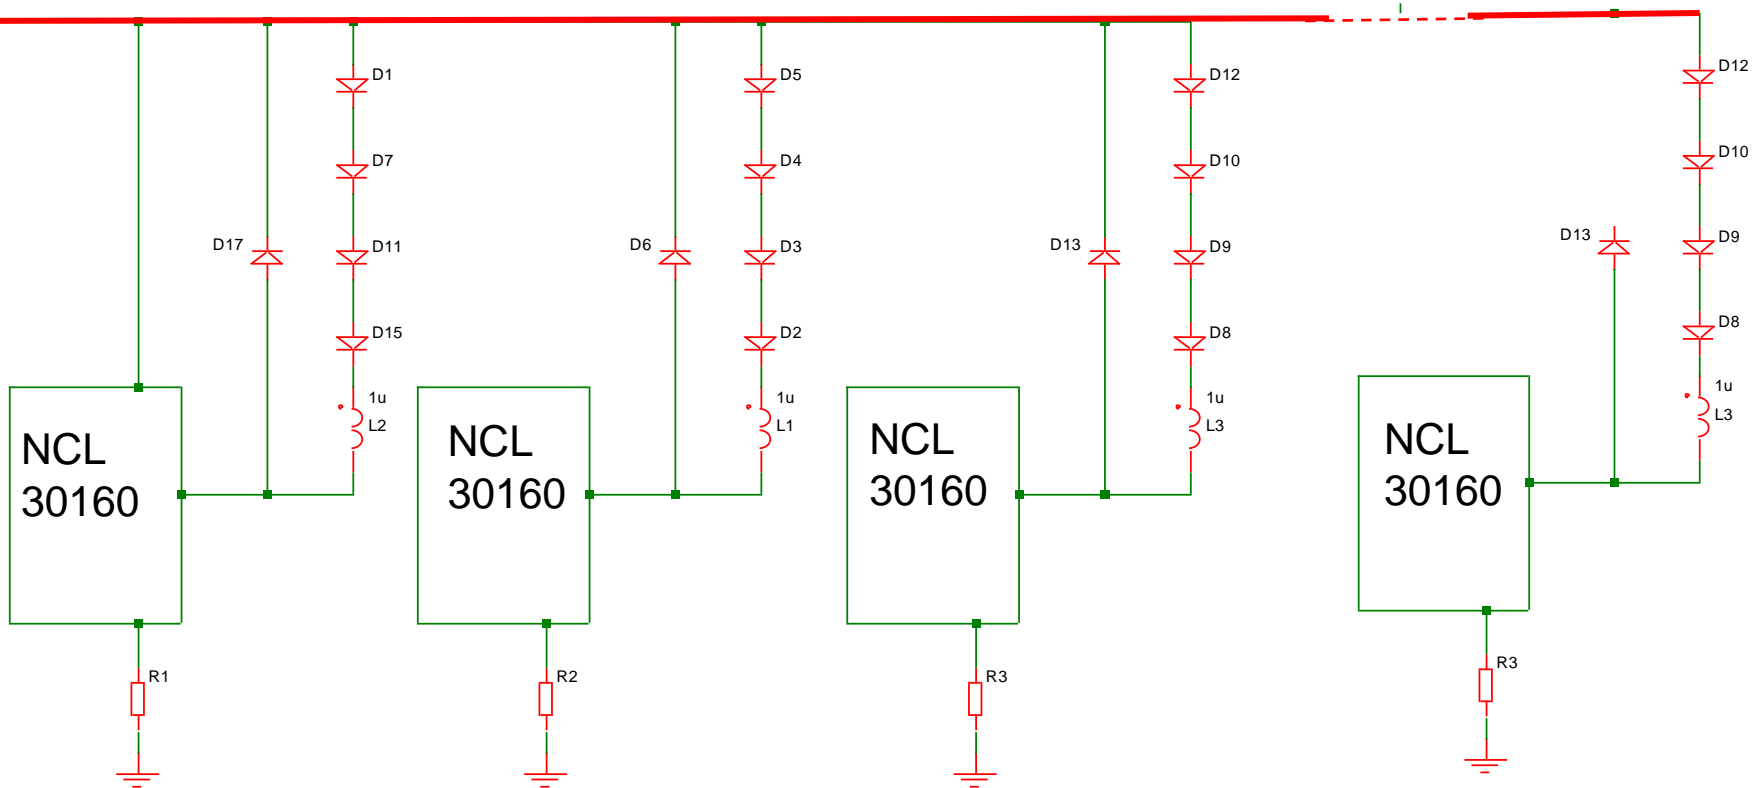 D1
D7
D17
D11
D15
1u
L2
NCL
30160
R1
D5
D4
D6
D3
D2
1u
L1
NCL
30160
R2
D12
D10
D13
D9
D8
1u
L3
NCL
30160
R3
D12
D10
D13
D9
D8
1u
L3
NCL
30160
R3